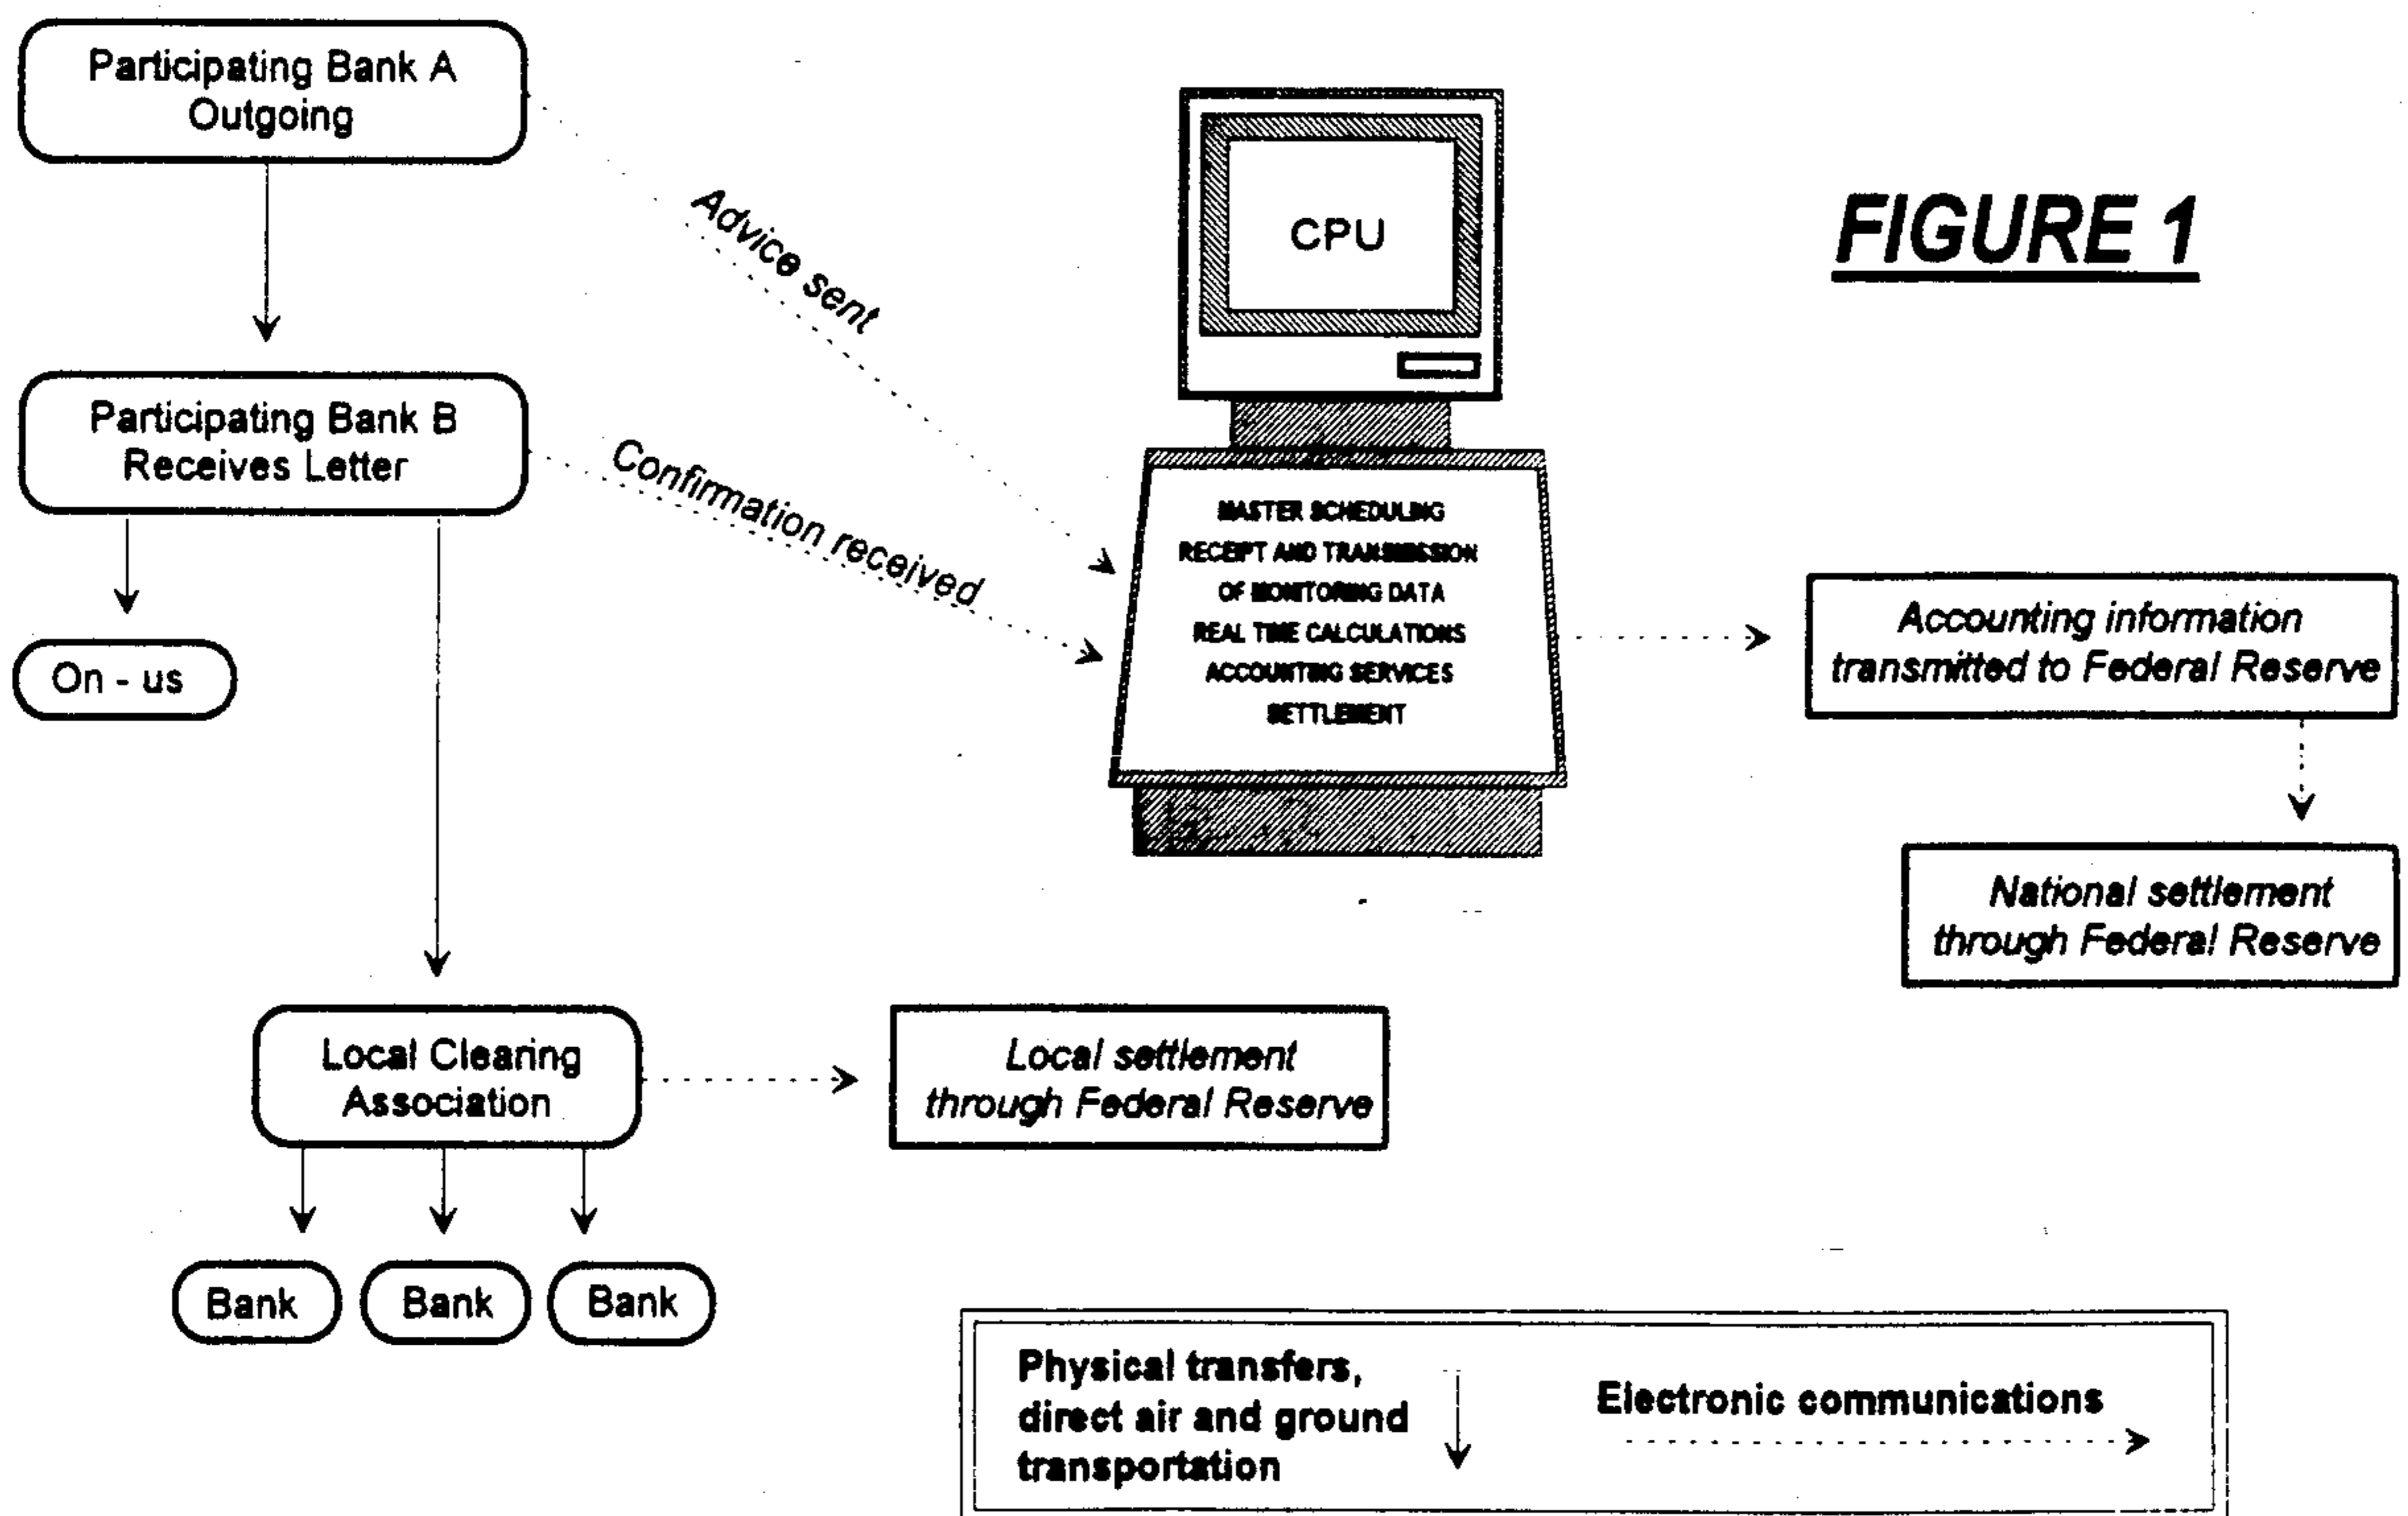 Participating Bank A
Outgoing
Advice sent
CPU
FIGURE 1
Participating Bank B
Receives Letter
Confirmation received
MASTER SCHEDULING
RECEIPT AND TRANSMISSION
OF MONITORING DATA
REAL TIME CALCULATIONS
ACCOUNTING SERVICES
SETTLEMENT
On - us
Accounting information
transmitted to Federal Reserve
National settlement
through Federal Reserve
Local Clearing
Association
Local settlement
through Federal Reserve
Bank
Bank
Bank
Physical transfers,
direct air and ground
transportation
Electronic communications